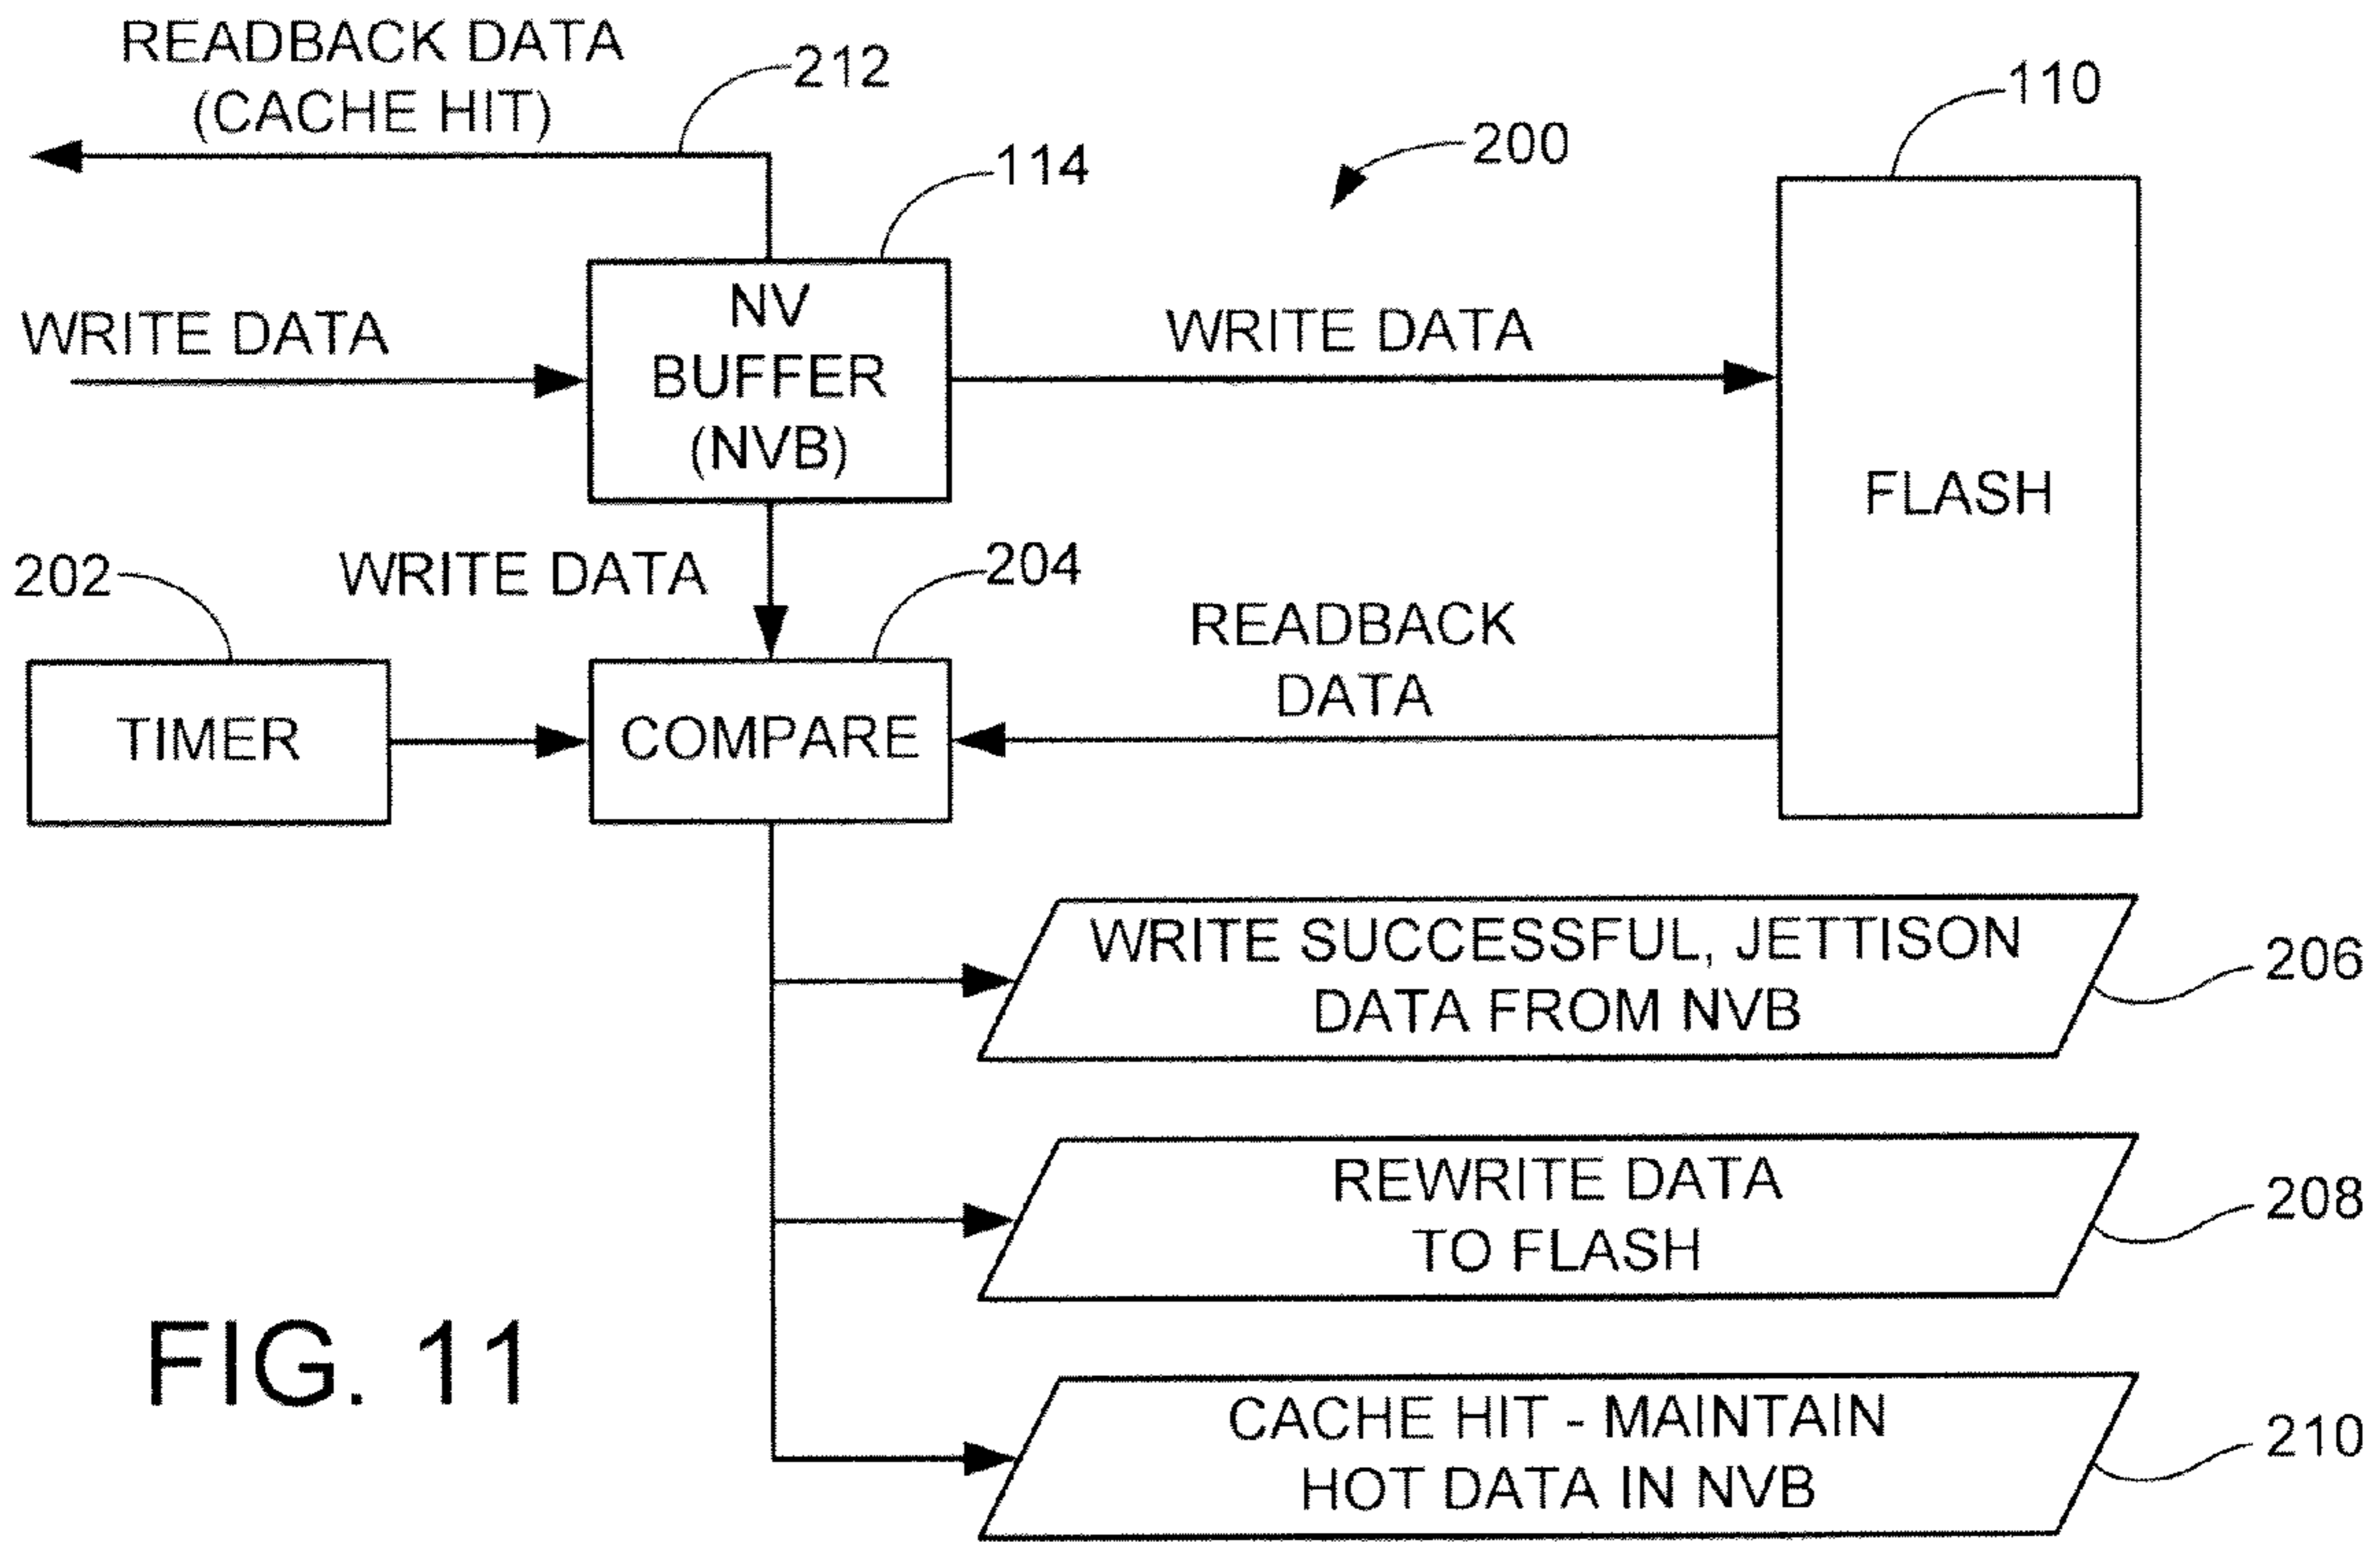 READBACK DATA
(CACHE HIT)
212
110
200
114
NV
BUFFER
(NVB)
WRITE DATA
WRITE DATA
FLASH
202
WRITE DATA
204
READBACK
DATA
TIMER
COMPARE
WRITE SUCCESSFUL, JETTISON
DATA FROM NVB
206
REWRITE DATA
TO FLASH
208
CACHE HIT - MAINTAIN
HOT DATA IN NVB
210
FIG. 11